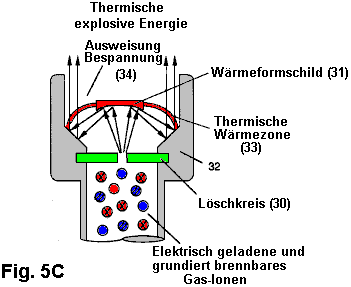 Thermische
explosive Energie
Ausweisung
Bespannung
(34)
Wärmeformschild (31)
Thermische
Wärmezone
(33)
32
Löschkreis (30)
Elektrisch geladene und
grundiert brennbares
Gas-Ionen
Fig. 5C